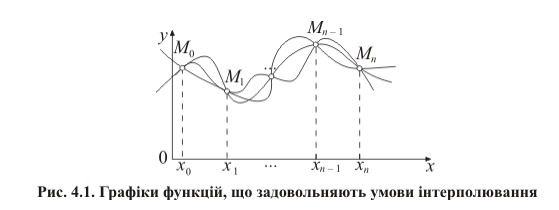 y
M₀
M₁
...
Mₙ₋₁
Mₙ
0
x₀
x₁
...
xₙ₋₁
xₙ
x
Рис. 4.1. Графіки функцій, що задовольняють умови інтерполювання